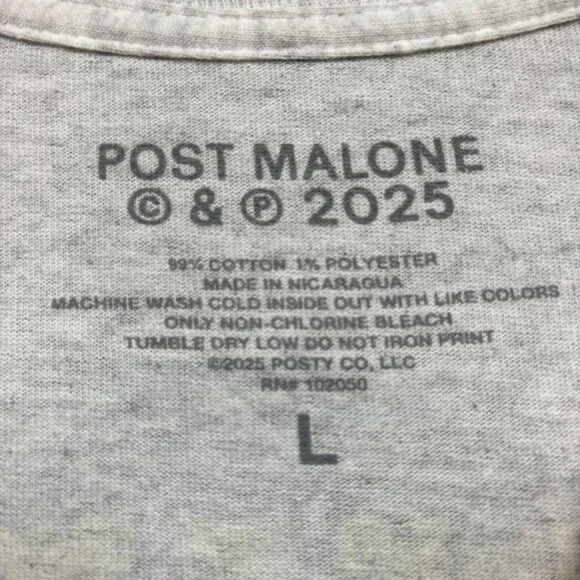 POST MALONE
© & ℗ 2025
99% COTTON 1% POLYESTER
MADE IN NICARAGUA
MACHINE WASH COLD INSIDE OUT WITH LIKE COLORS
ONLY NON-CHLORINE BLEACH
TUMBLE DRY LOW DO NOT IRON PRINT
©2025 POSTY CO, LLC
RN# 102050
L